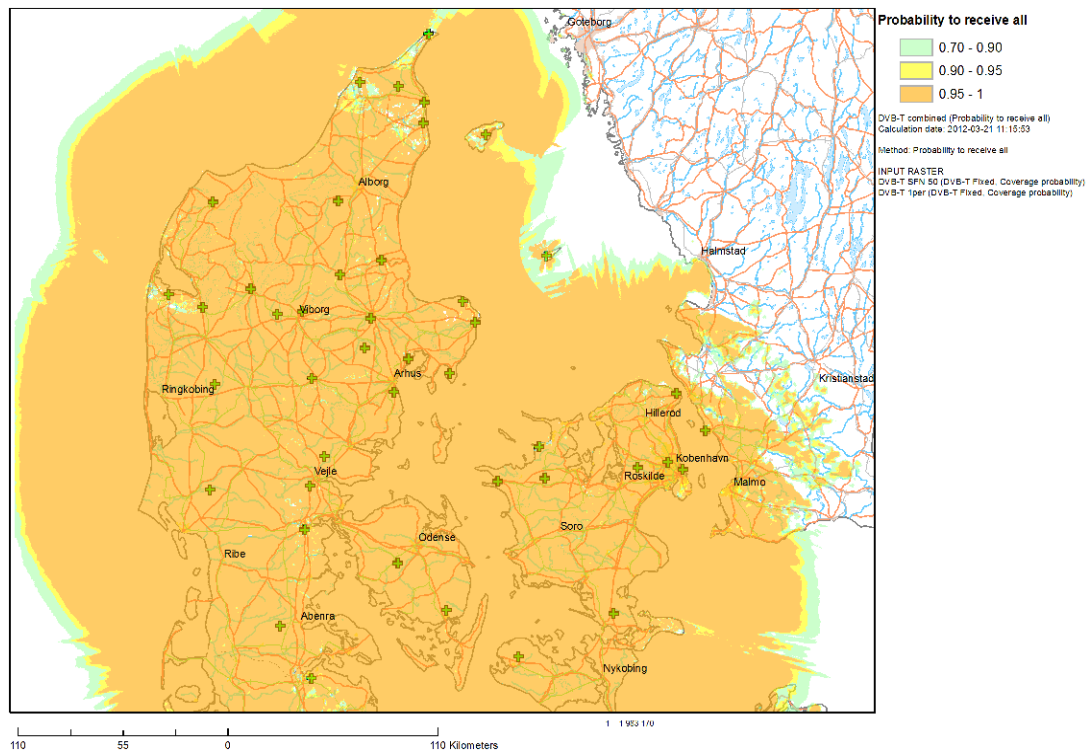 Goteborg
Alborg
Halmstad
Viborg
Kristianstad
Ringkobing
Arhus
Hillerod
Kobenhavn
Roskilde
Malmo
Vejle
Soro
Odense
Ribe
Abenra
Nykobing
Probability to receive all
0.70 - 0.90
0.90 - 0.95
0.95 - 1
DVB-T combined (Probability to receive all)
Calculation date: 2012-03-21 11:15:53
Method: Probability to receive all
INPUT RASTER
DVB-T SFN 50 (DVB-T Fixed, Coverage probability)
DVB-T 1per (DVB-T Fixed, Coverage probability)
110 55 0 110 Kilometers